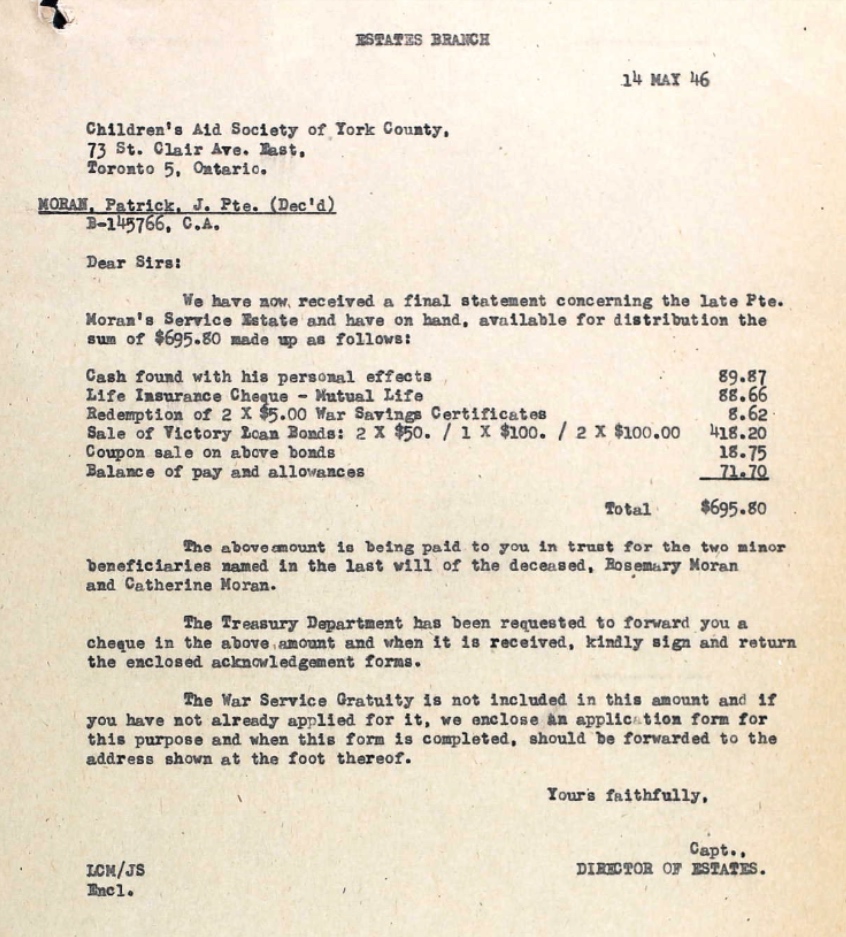 ESTATES BRANCH
14 MAY 46
Children's Aid Society of York County,
73 St. Clair Ave. East,
Toronto 5, Ontario.
MORAN, Patrick, J. Pte. (Dec'd)
B-145766, C.A.
Dear Sirs:
We have now received a final statement concerning the late Pte.
Moran's Service Estate and have on hand, available for distribution the
sum of $695.80 made up as follows:
Cash found with his personal effects 89.87
Life Insurance Cheque - Mutual Life 88.66
Redemption of 2 X $5.00 War Savings Certificates 8.62
Sale of Victory Loan Bonds: 2 X $50. / 1 X $100. / 2 X $100.00 418.20
Coupon sale on above bonds 18.75
Balance of pay and allowances 71.70
Total $695.80
The aboveamount is being paid to you in trust for the two minor
beneficiaries named in the last will of the deceased, Rosemary Moran
and Catherine Moran.
The Treasury Department has been requested to forward you a
cheque in the above amount and when it is received, kindly sign and return
the enclosed acknowledgement forms.
The War Service Gratuity is not included in this amount and if
you have not already applied for it, we enclose an application form for
this purpose and when this form is completed, should be forwarded to the
address shown at the foot thereof.
Yours faithfully,
Capt.,
LCM/JS DIRECTOR OF ESTATES.
Encl.